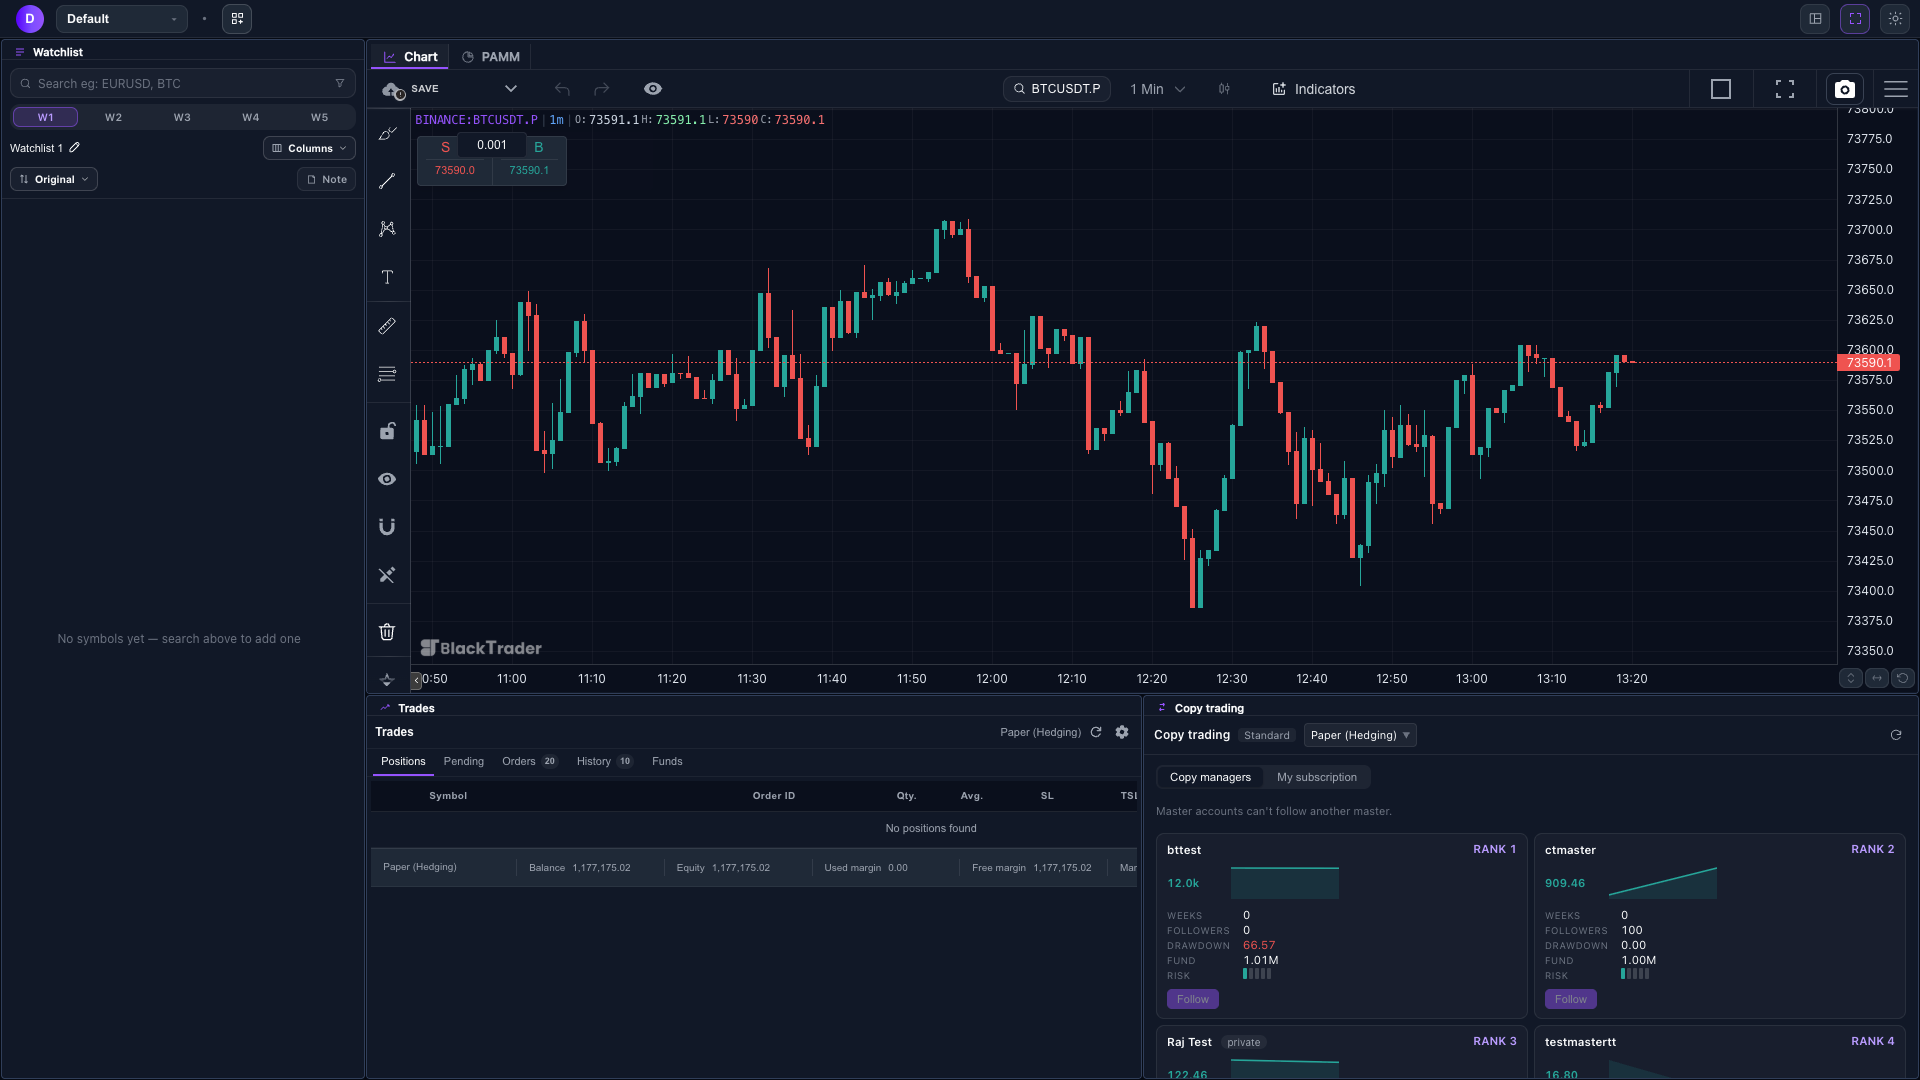 D Default
Watchlist
Search eg: EURUSD, BTC
W1 W2 W3 W4 W5
Watchlist 1 Columns
Original Note
No symbols yet — search above to add one
Chart PAMM
SAVE BTCUSDT.P 1 Min Indicators
BINANCE:BTCUSDT.P 1m O: 73591.1 H: 73591.1 L: 73590 C: 73590.1
S 0.001 B
73590.0 73590.1
73800.0
73775.0
73750.0
73725.0
73700.0
73675.0
73650.0
73625.0
73600.0
73590.1
73575.0
73550.0
73525.0
73500.0
73475.0
73450.0
73425.0
73400.0
73375.0
73350.0
BlackTrader
0:50 11:00 11:10 11:20 11:30 11:40 11:50 12:00 12:10 12:20 12:30 12:40 12:50 13:00 13:10 13:20
Trades
Trades Paper (Hedging)
Positions Pending Orders 20 History 10 Funds
Symbol Order ID Qty. Avg. SL TSL
No positions found
Paper (Hedging) Balance 1,177,175.02 Equity 1,177,175.02 Used margin 0.00 Free margin 1,177,175.02 Mar
Copy trading
Copy trading Standard Paper (Hedging)
Copy managers My subscription
Master accounts can't follow another master.
bttest RANK 1
12.0k
WEEKS 0
FOLLOWERS 0
DRAWDOWN 66.57
FUND 1.01M
RISK
Follow
ctmaster RANK 2
909.46
WEEKS 0
FOLLOWERS 100
DRAWDOWN 0.00
FUND 1.00M
RISK
Follow
Raj Test private RANK 3
122.46
testmastertt RANK 4
16.80